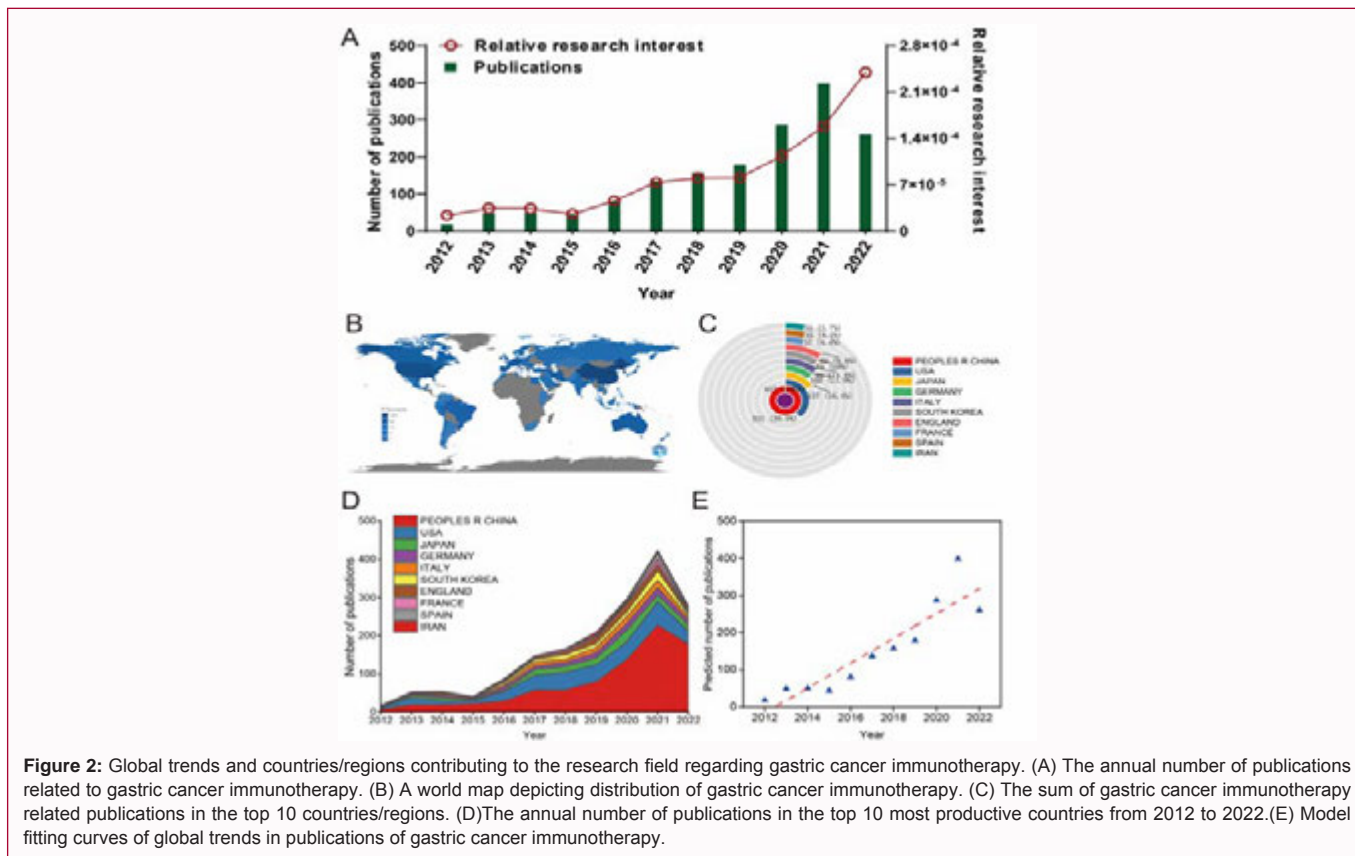 A
Relative research interest
Publications
Number of publications
500
400
300
200
100
0
2.8×10⁻⁴
2.1×10⁻⁴
1.4×10⁻⁴
7×10⁻⁵
0
Relative research interest
2012
2013
2014
2015
2016
2017
2018
2019
2020
2021
2022
Year
B
C
PEOPLES R CHINA
USA
JAPAN
GERMANY
ITALY
SOUTH KOREA
ENGLAND
FRANCE
SPAIN
IRAN
D
Number of publications
500
400
300
200
100
0
PEOPLES R CHINA
USA
JAPAN
GERMANY
ITALY
SOUTH KOREA
ENGLAND
FRANCE
SPAIN
IRAN
2012 2013 2014 2015 2016 2017 2018 2019 2020 2021 2022
Year
E
Predicted number of publications
500
400
300
200
100
0
2012 2014 2016 2018 2020 2022
Year
Figure 2: Global trends and countries/regions contributing to the research field regarding gastric cancer immunotherapy. (A) The annual number of publications
related to gastric cancer immunotherapy. (B) A world map depicting distribution of gastric cancer immunotherapy. (C) The sum of gastric cancer immunotherapy
related publications in the top 10 countries/regions. (D)The annual number of publications in the top 10 most productive countries from 2012 to 2022.(E) Model
fitting curves of global trends in publications of gastric cancer immunotherapy.